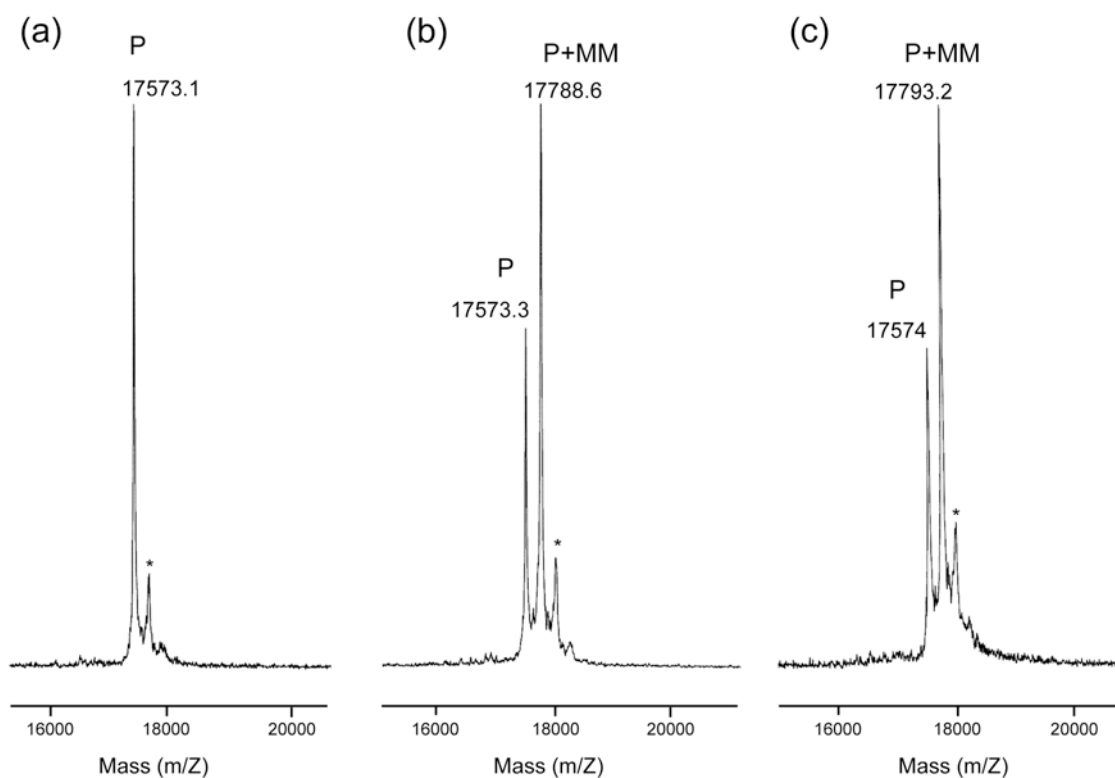 (a)
P
17573.1
*
16000 18000 20000
Mass (m/Z)
(b)
P+MM
17788.6
P
17573.3
*
16000 18000 20000
Mass (m/Z)
(c)
P+MM
17793.2
P
17574
*
16000 18000 20000
Mass (m/Z)